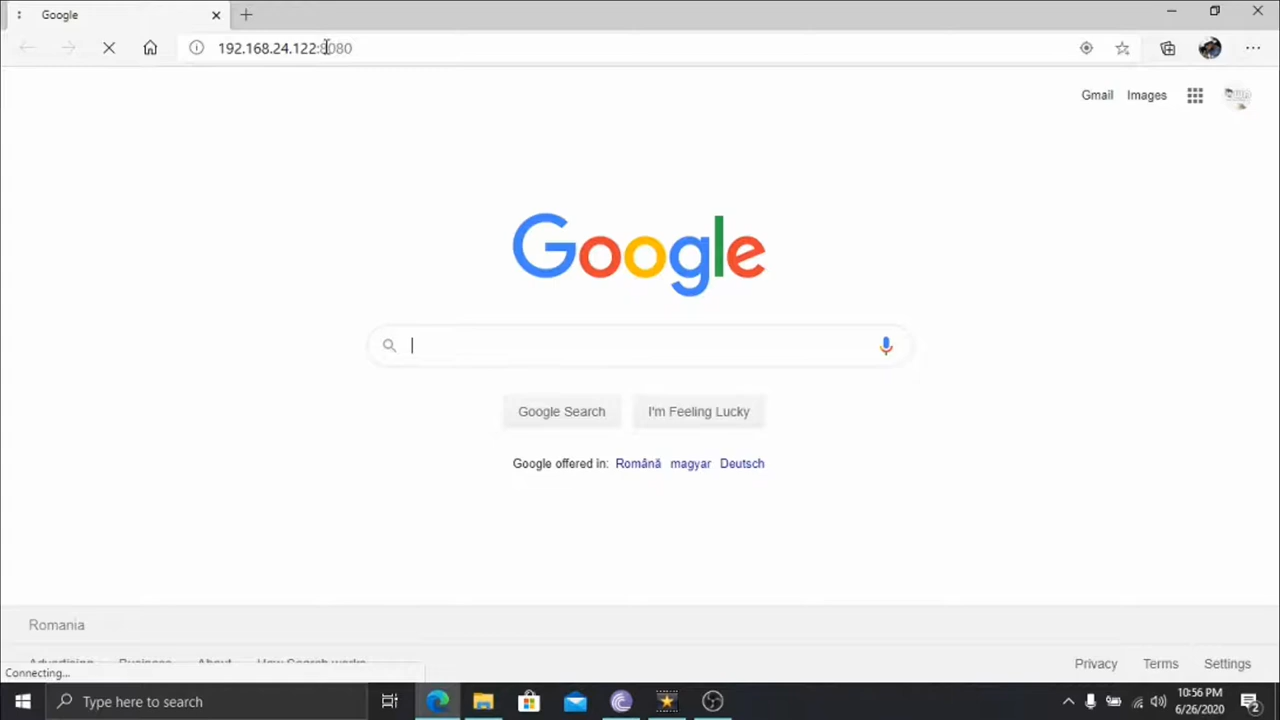 Google
192.168.24.122:8080
Gmail Images
Google
Google Search I'm Feeling Lucky
Google offered in: Română magyar Deutsch
Romania
Advertising Business About How Search works
Privacy Terms Settings
Connecting...
Type here to search
10:56 PM
6/26/2020
2